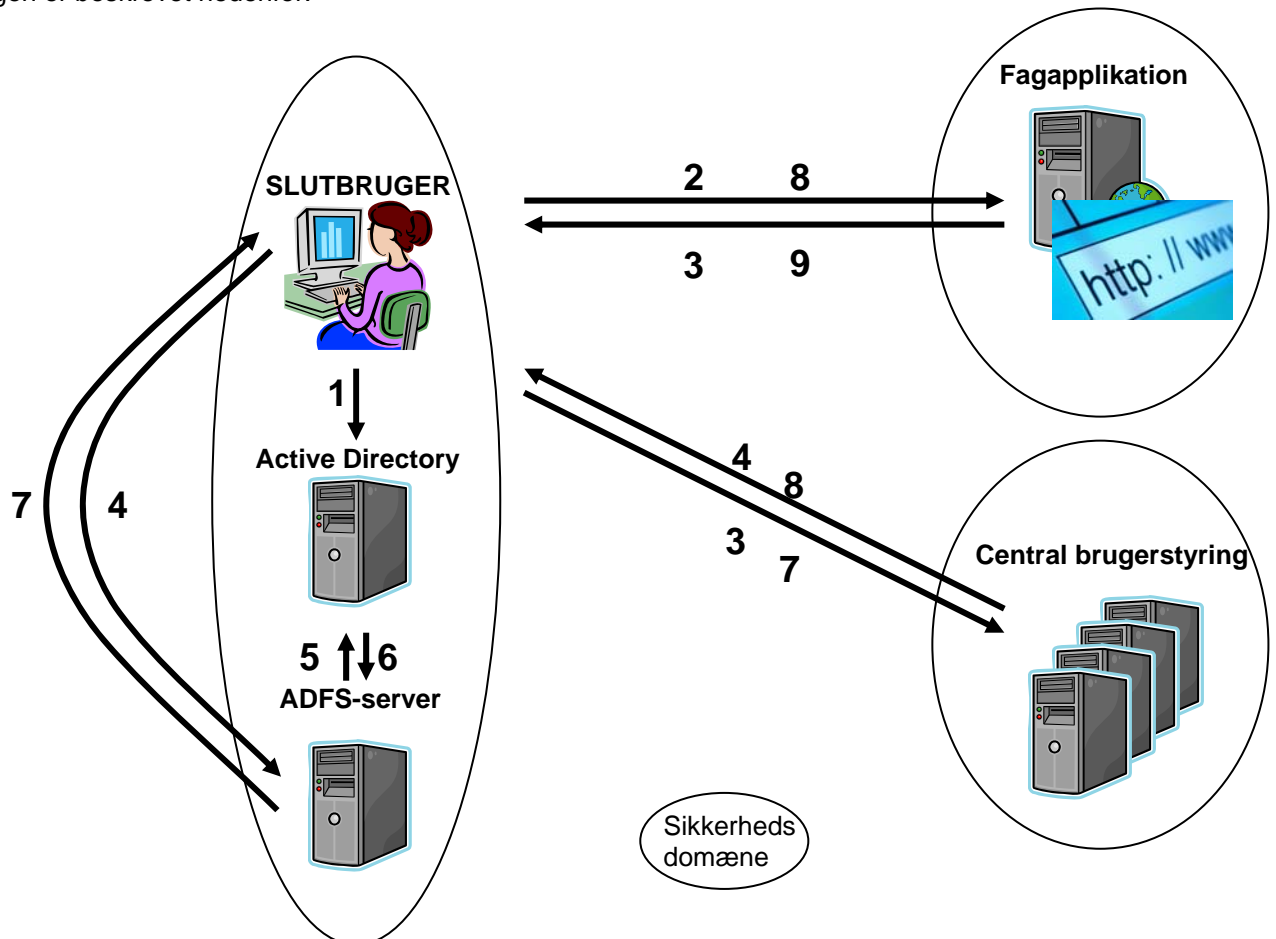 Fagapplikation
SLUTBRUGER
2 8
3 9
http: // www
1
Active Directory
7 4
4
8
3
7
Central brugerstyring
5 6
ADFS-server
Sikkerheds
domæne